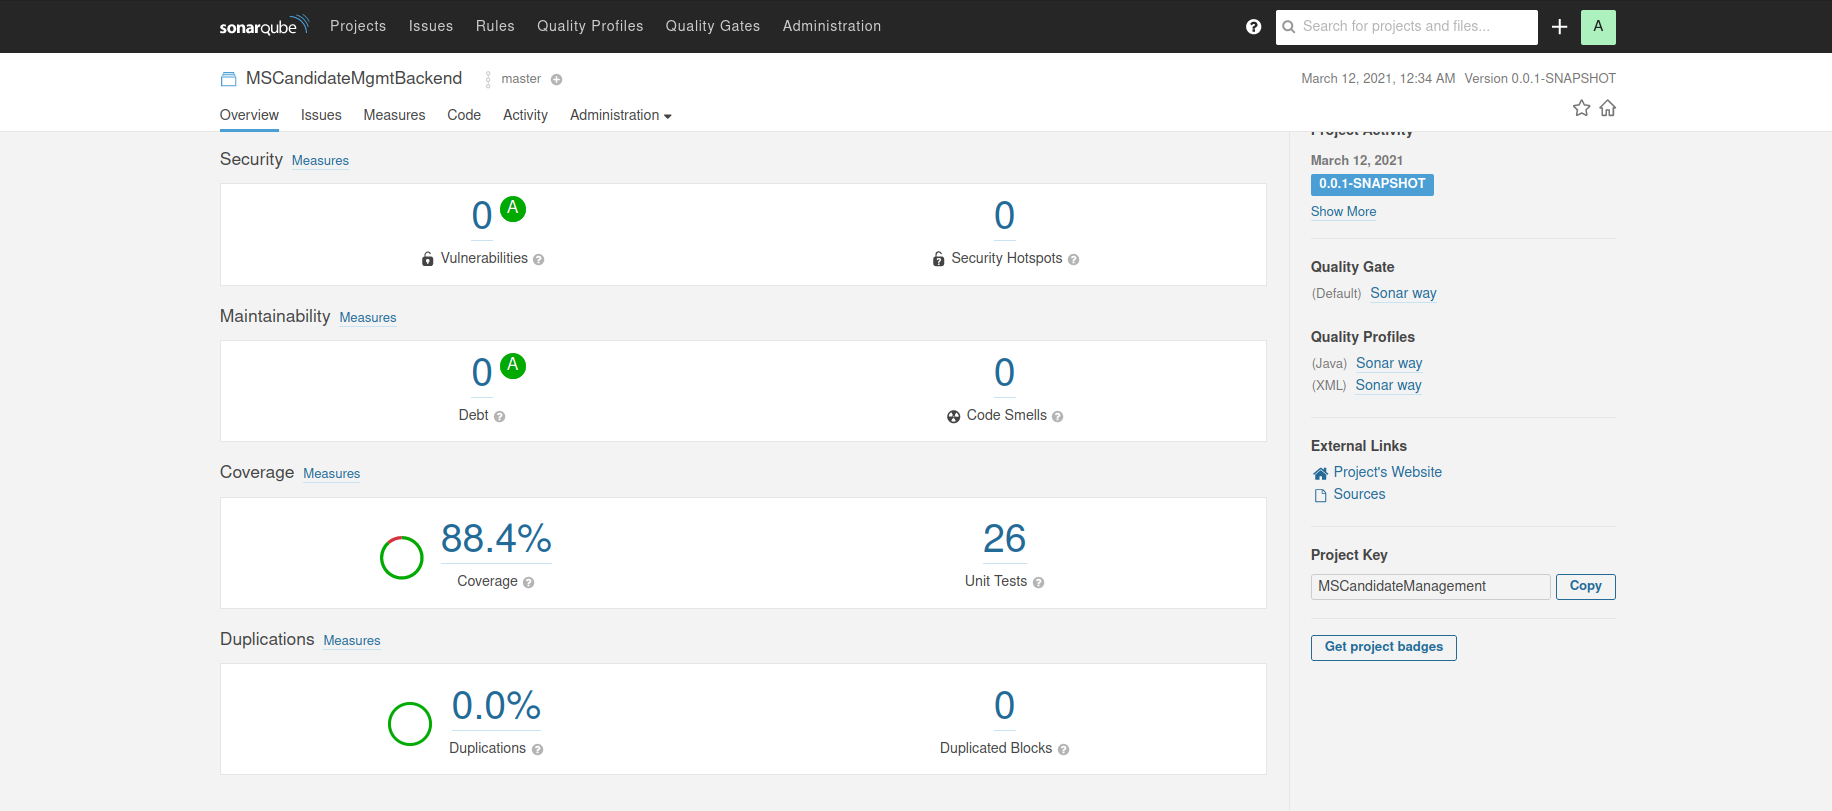 sonarqube Projects Issues Rules Quality Profiles Quality Gates Administration ? Search for projects and files... + A
MSCandidateMgmtBackend master March 12, 2021, 12:34 AM Version 0.0.1-SNAPSHOT
Overview Issues Measures Code Activity Administration
Security Measures
0 A
Vulnerabilities ?
0
Security Hotspots ?
Maintainability Measures
0 A
Debt ?
0
Code Smells ?
Coverage Measures
88.4%
Coverage ?
26
Unit Tests ?
Duplications Measures
0.0%
Duplications ?
0
Duplicated Blocks ?
Project Activity
March 12, 2021
0.0.1-SNAPSHOT
Show More
Quality Gate
(Default) Sonar way
Quality Profiles
(Java) Sonar way
(XML) Sonar way
External Links
Project's Website
Sources
Project Key
MSCandidateManagement Copy
Get project badges